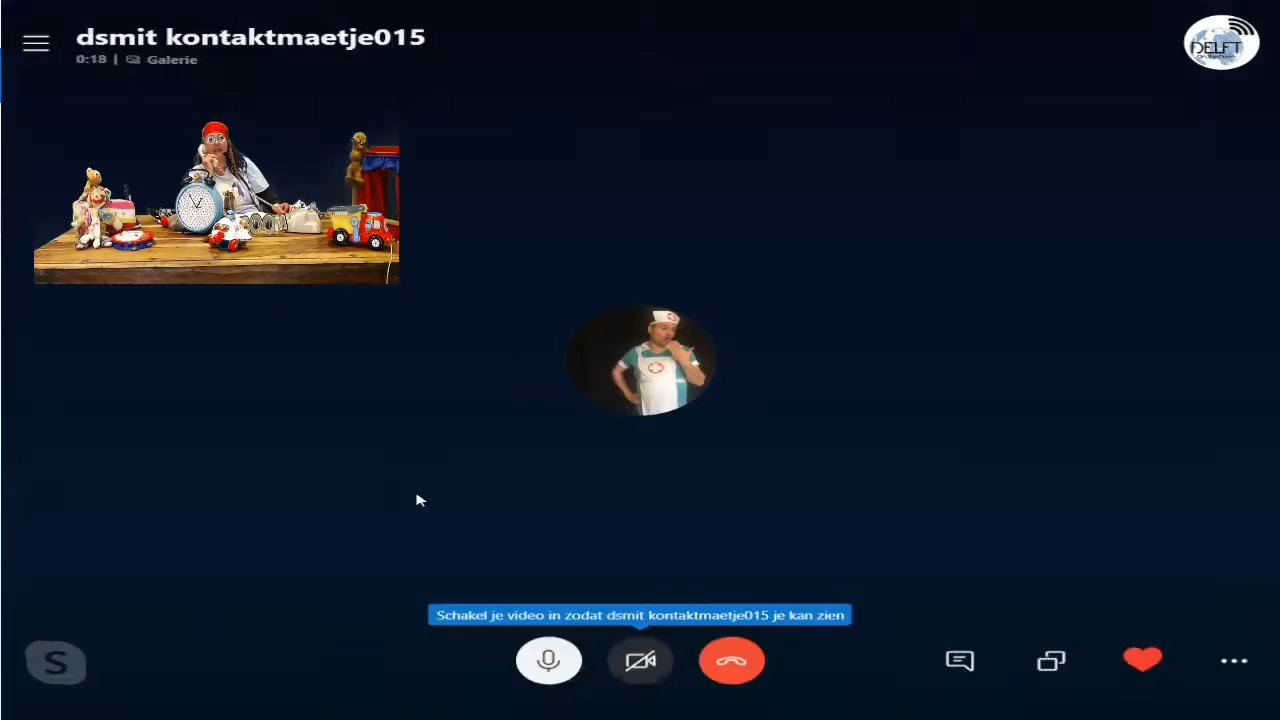 dsmit kontaktmaetje015
0:18 | Galerie
DELFT
Schakel je video in zodat dsmit kontaktmaetje015 je kan zien
S